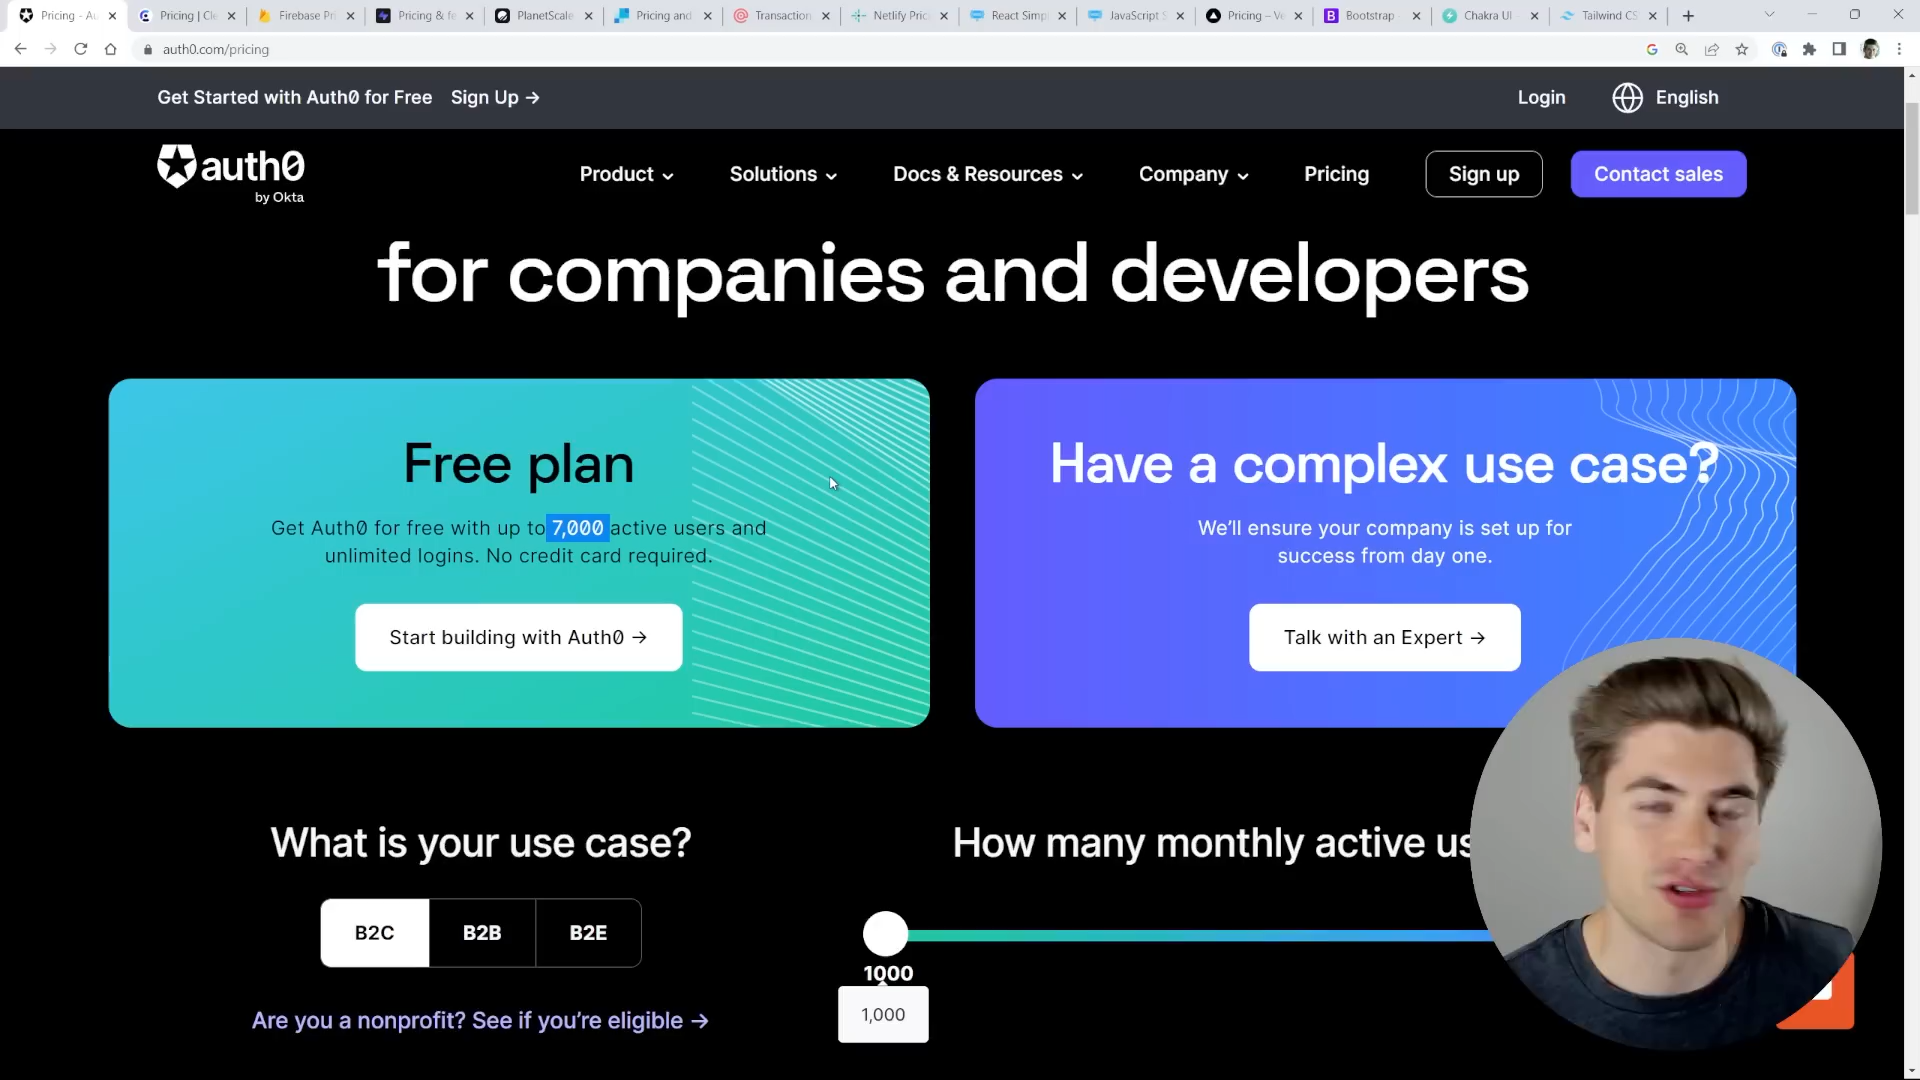 Pricing - Au
Pricing | Cle
Firebase Pri
Pricing & fe
PlanetScale
Pricing and
Transaction
Netlify Pric
React Simpl
JavaScript S
Pricing – Ve
Bootstrap
Chakra UI -
Tailwind CS
auth0.com/pricing
Get Started with Auth0 for Free Sign Up →
Login
English
auth0
by Okta
Product
Solutions
Docs & Resources
Company
Pricing
Sign up
Contact sales
for companies and developers
Free plan
Get Auth0 for free with up to 7,000 active users and
unlimited logins. No credit card required.
Start building with Auth0 →
Have a complex use case?
We'll ensure your company is set up for
success from day one.
Talk with an Expert →
What is your use case?
B2C
B2B
B2E
Are you a nonprofit? See if you're eligible →
How many monthly active us
1000
1,000